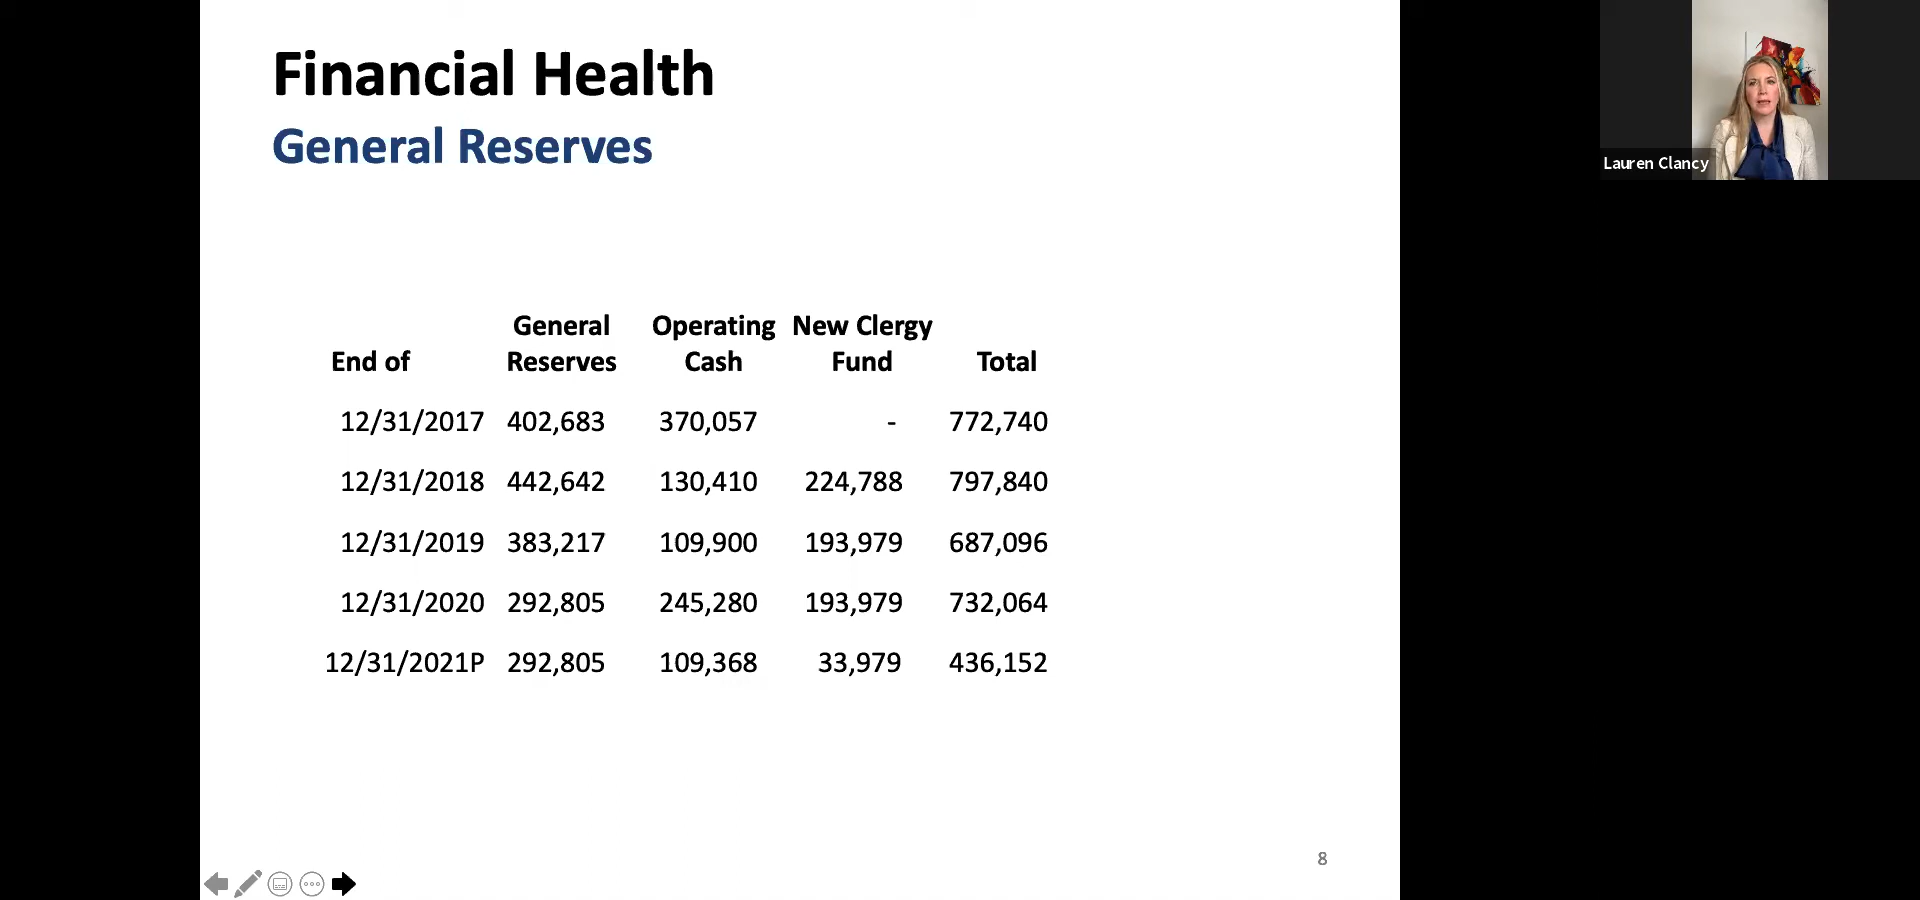 Financial Health
General Reserves
General Operating New Clergy
End of Reserves Cash Fund Total
12/31/2017 402,683 370,057 - 772,740
12/31/2018 442,642 130,410 224,788 797,840
12/31/2019 383,217 109,900 193,979 687,096
12/31/2020 292,805 245,280 193,979 732,064
12/31/2021P 292,805 109,368 33,979 436,152
8
Lauren Clancy